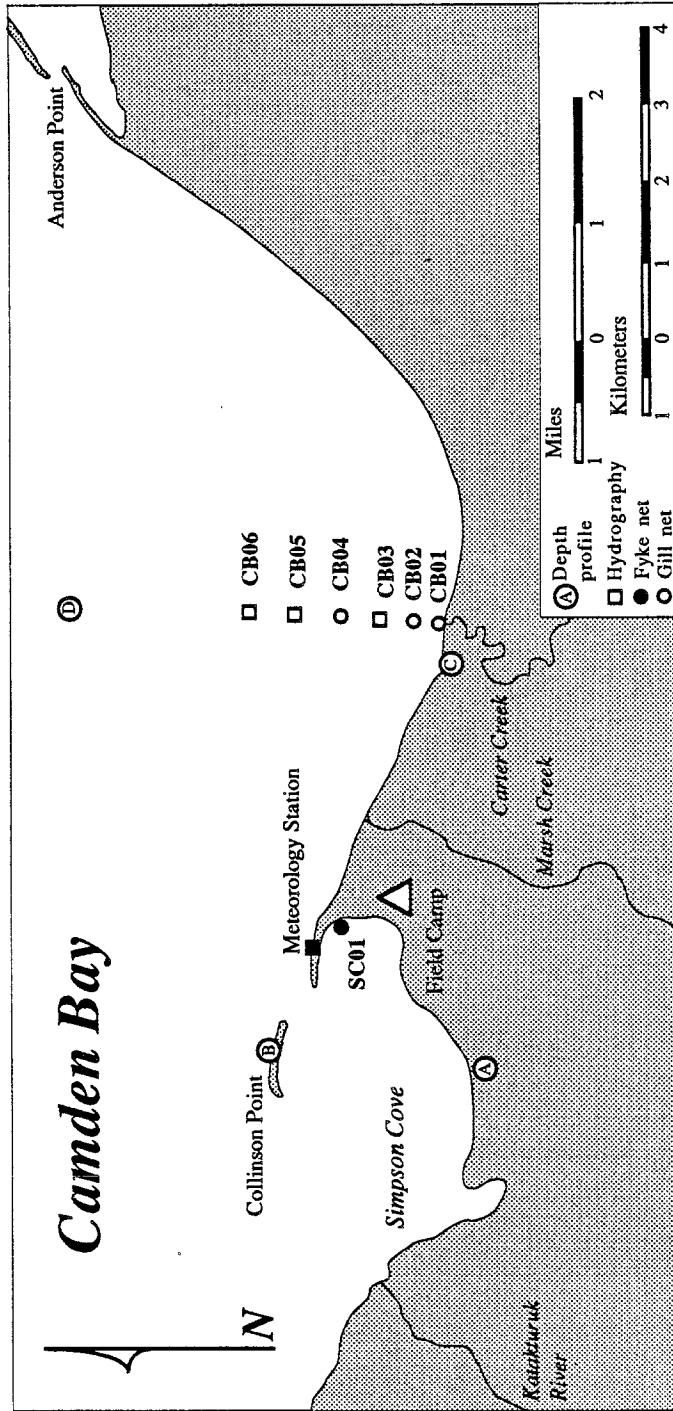 Camden Bay
N
Anderson Point
Collinson Point
Meteorology Station
Simpson Cove
SC01
Field Camp
Katakturuk
River
Marsh Creek
Carter Creek
CB06
CB05
CB04
CB03
CB02
CB01
A
B
C
D
Miles
1 0 1 2
Kilometers
1 0 1 2 3 4
A Depth
profile
Hydrography
Fyke net
Gill net